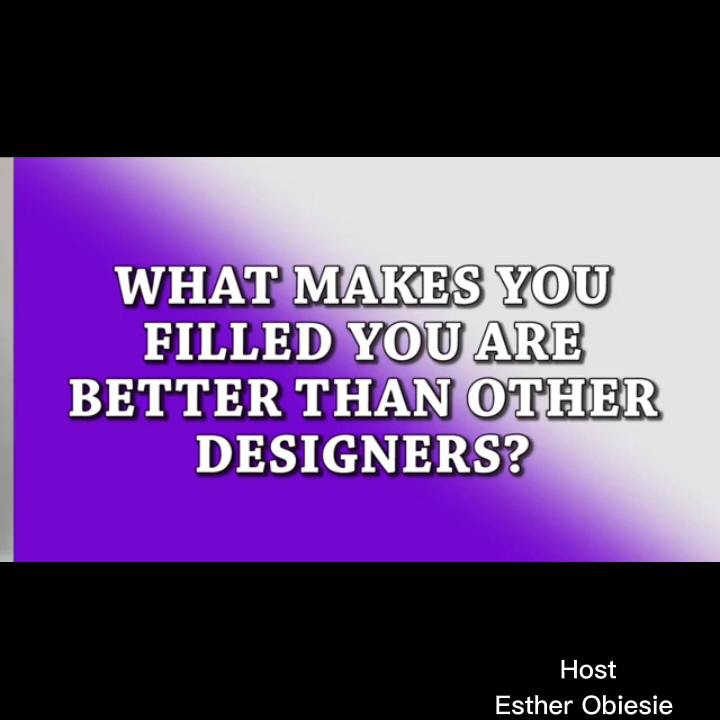 WHAT MAKES YOU
FILLED YOU ARE
BETTER THAN OTHER
DESIGNERS?
Host
Esther Obiesie